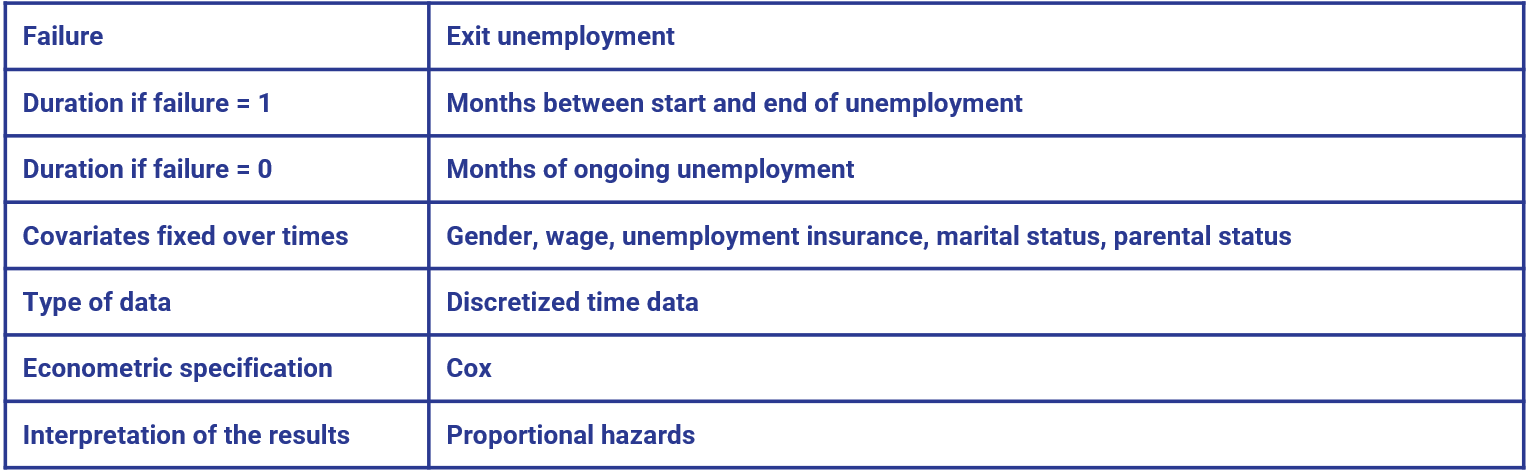 Failure Exit unemployment
Duration if failure = 1 Months between start and end of unemployment
Duration if failure = 0 Months of ongoing unemployment
Covariates fixed over times Gender, wage, unemployment insurance, marital status, parental status
Type of data Discretized time data
Econometric specification Cox
Interpretation of the results Proportional hazards